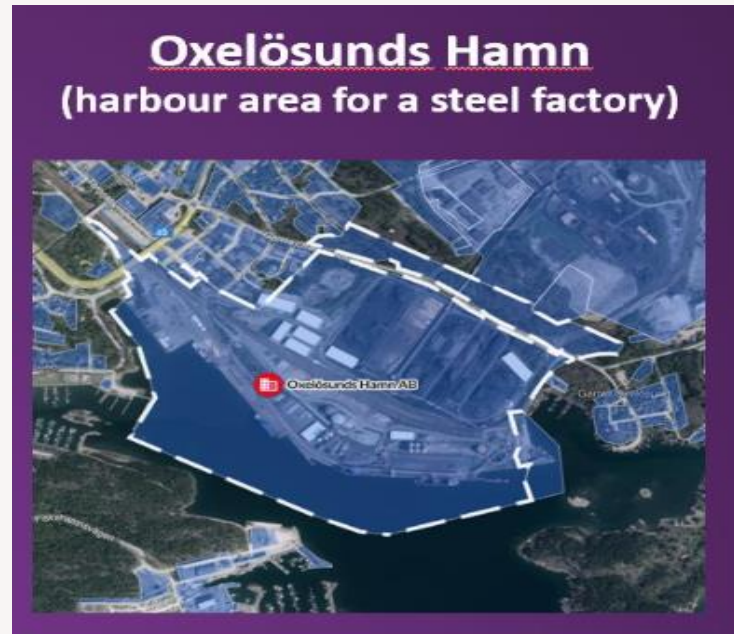 Oxelösunds Hamn
(harbour area for a steel factory)
Oxelösunds Hamn AB